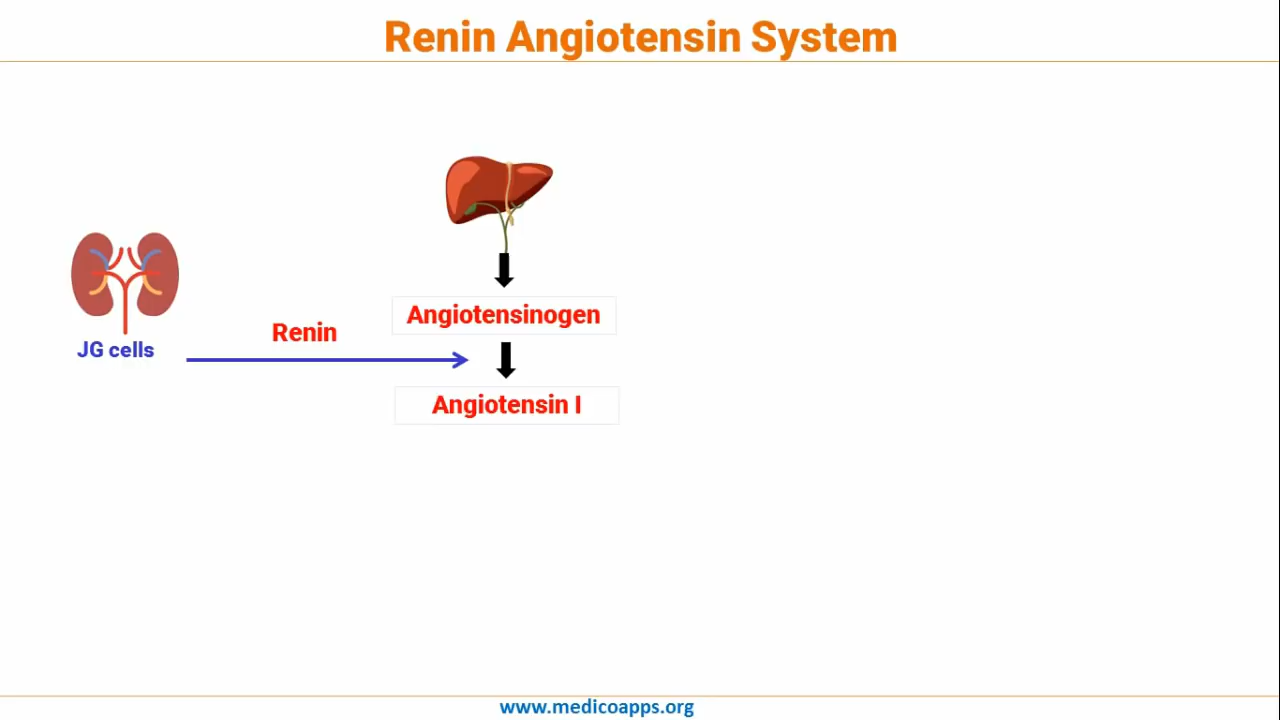 Renin Angiotensin System
Angiotensinogen
Renin
JG cells
Angiotensin I
www.medicoapps.org